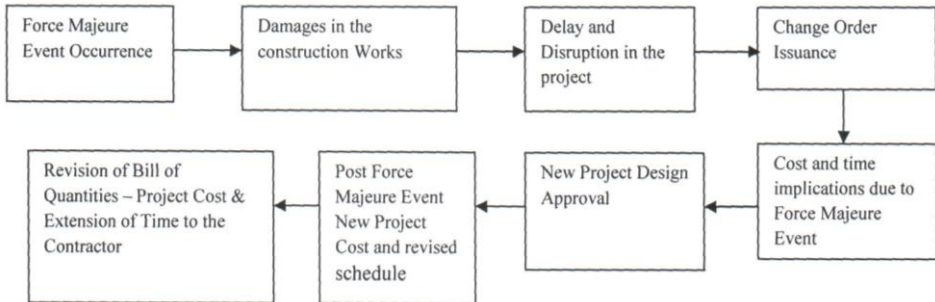 Force Majeure
Event Occurrence
Damages in the
construction Works
Delay and
Disruption in the
project
Change Order
Issuance
Cost and time
implications due to
Force Majeure
Event
New Project Design
Approval
Post Force
Majeure Event
New Project
Cost and revised
schedule
Revision of Bill of
Quantities – Project Cost &
Extension of Time to the
Contractor